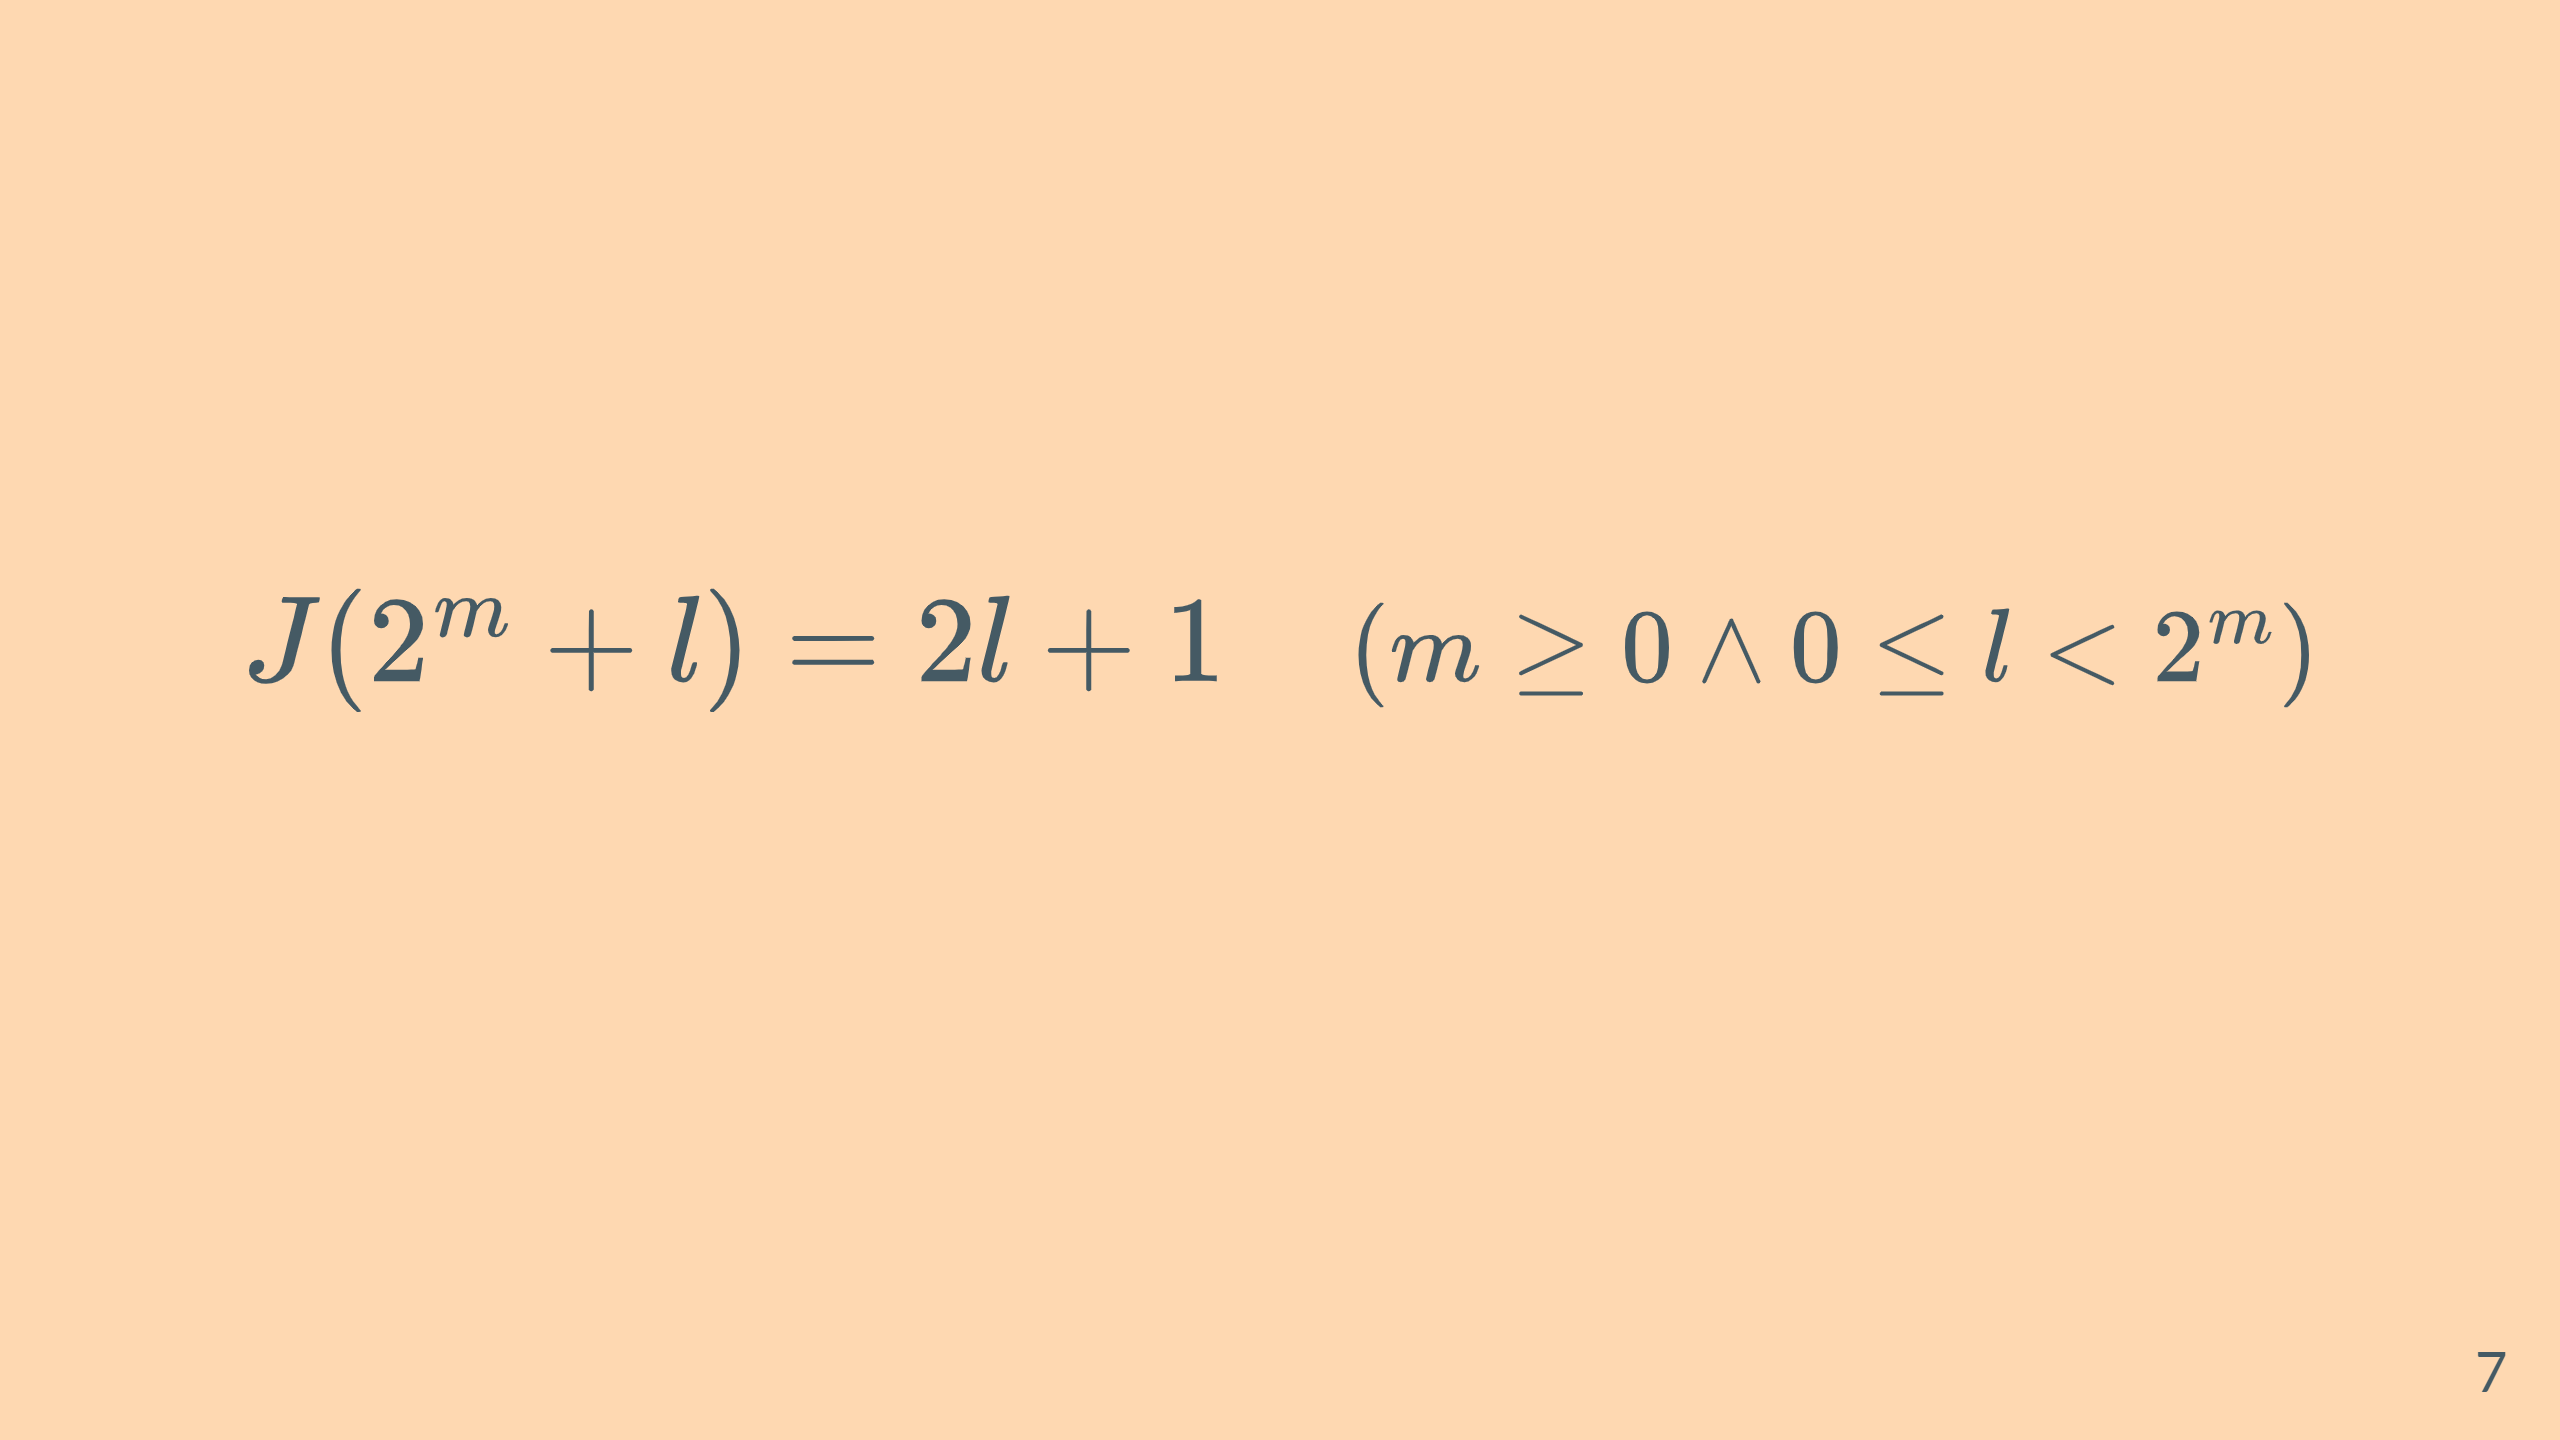 J(2^m + l) = 2l + 1 (m ≥ 0 ∧ 0 ≤ l < 2^m)
7